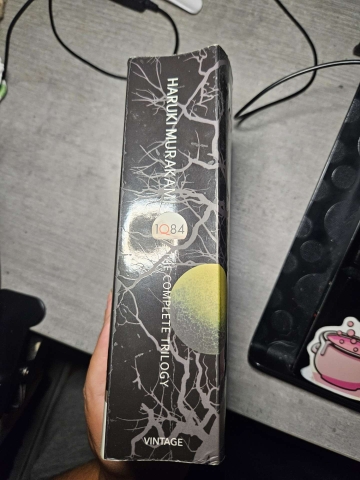 HARUKI MURAKAMI
1Q84
THE COMPLETE TRILOGY
VINTAGE